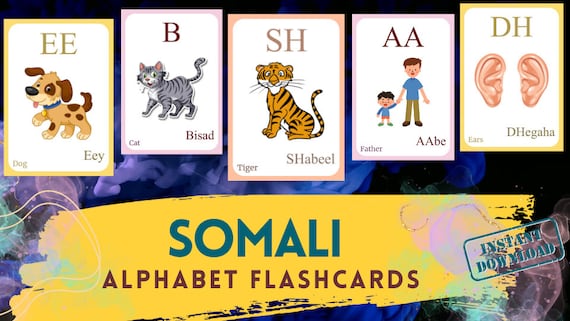 EE
Dog
Eey
B
Cat
Bisad
SH
Tiger
SHabeel
AA
Father
AAbe
DH
Ears
DHegaha
SOMALI
ALPHABET FLASHCARDS
INSTANT
DOWNLOAD